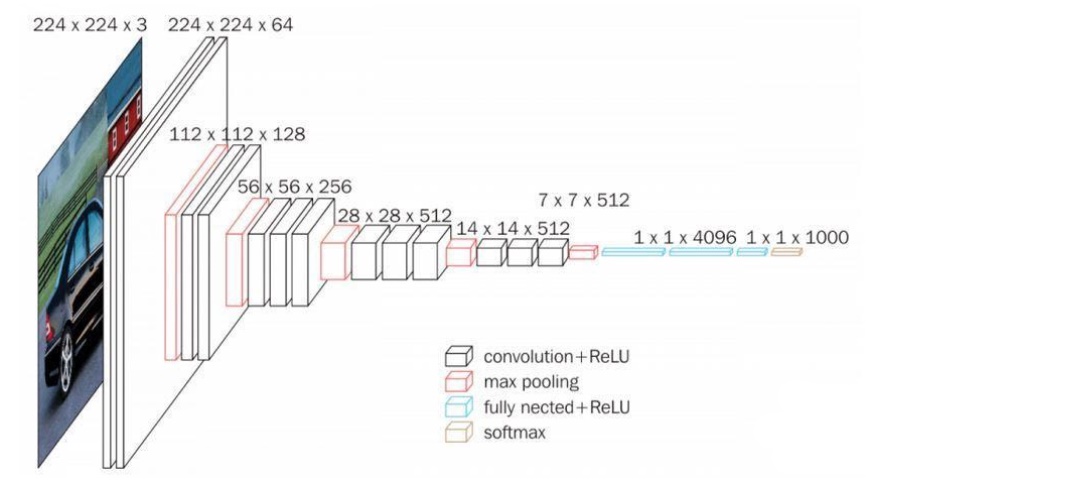 224 x 224 x 3
224 x 224 x 64
112 x 112 x 128
56 x 56 x 256
28 x 28 x 512
14 x 14 x 512
7 x 7 x 512
1 x 1 x 4096
1 x 1 x 1000
convolution+ReLU
max pooling
fully nected+ReLU
softmax